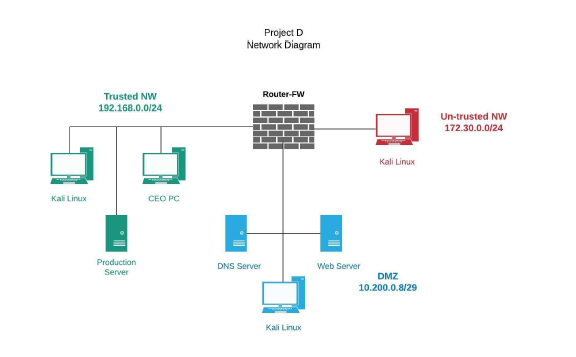 Project D
Network Diagram
Router-FW
Trusted NW
192.168.0.0/24
Un-trusted NW
172.30.0.0/24
Kali Linux
Kali Linux
CEO PC
Production
Server
DNS Server
Web Server
DMZ
10.200.0.8/29
Kali Linux